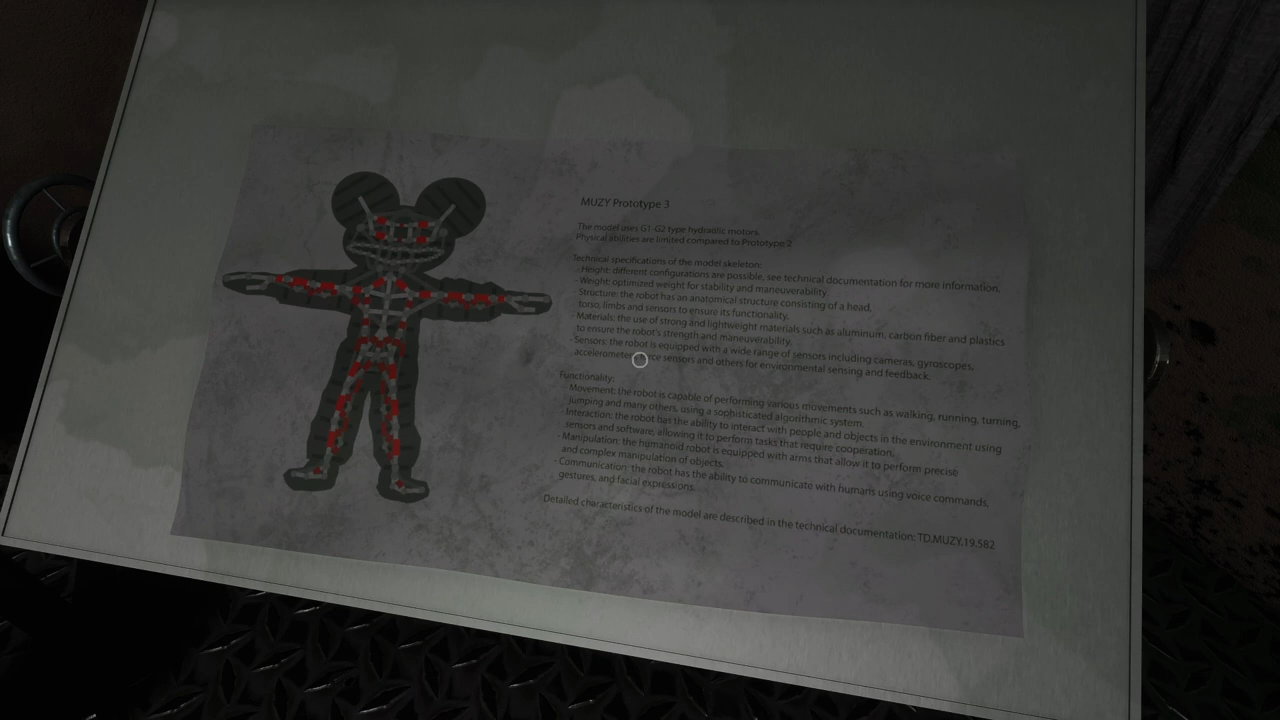 MUZY Prototype 3
The model uses G1-G2 type hydraulic motors.
Physical abilities are limited compared to Prototype 2
Technical specifications of the model skeleton:
- Height: different configurations are possible, see technical documentation for more information,
- Weight: optimized weight for stability and maneuverability.
- Structure: the robot has an anatomical structure consisting of a head,
torso, limbs and sensors to ensure its functionality.
- Materials: the use of strong and lightweight materials such as aluminum, carbon fiber and plastics
to ensure the robot's strength and maneuverability.
- Sensors: the robot is equipped with a wide range of sensors including cameras, gyroscopes,
sensors and others for environmental sensing and feedback.
Functionality:
- Movement: the robot is capable of performing various movements such as walking, running, turning,
jumping and many others, using a sophisticated algorithmic system.
- Interaction: the robot has the ability to interact with people and objects in the environment using
sensors and software, allowing it to perform tasks that require cooperation.
- Manipulation: the humanoid robot is equipped with arms that allow it to perform precise
and complex manipulation of objects.
- Communication: the robot has the ability to communicate with humans using voice commands,
gestures, and facial expressions.
Detailed characteristics of the model are described in the technical documentation. TD.MUZY.19.582